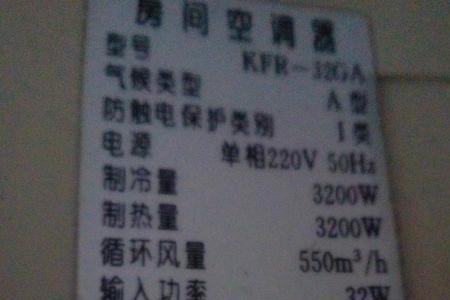 房间空调器
型号 KFR-32GA
气候类型 A型
防触电保护类别 I类
电源 单相220V 50Hz
制冷量 3200W
制热量 3200W
循环风量 550m³/h
输入功率 32W